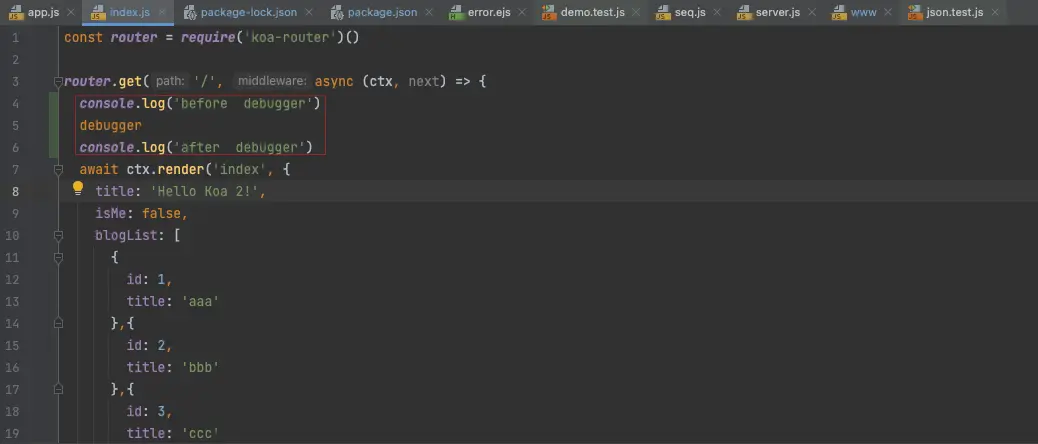 app.js index.js package-lock.json package.json error.ejs demo.test.js seq.js server.js www json.test.js
1 const router = require('koa-router')()
2
3 router.get( path: '/', middleware: async (ctx, next) => {
4 console.log('before  debugger')
5 debugger
6 console.log('after  debugger')
7 await ctx.render('index', {
8 title: 'Hello Koa 2!',
9 isMe: false,
10 blogList: [
11 {
12 id: 1,
13 title: 'aaa'
14 },{
15 id: 2,
16 title: 'bbb'
17 },{
18 id: 3,
19 title: 'ccc'